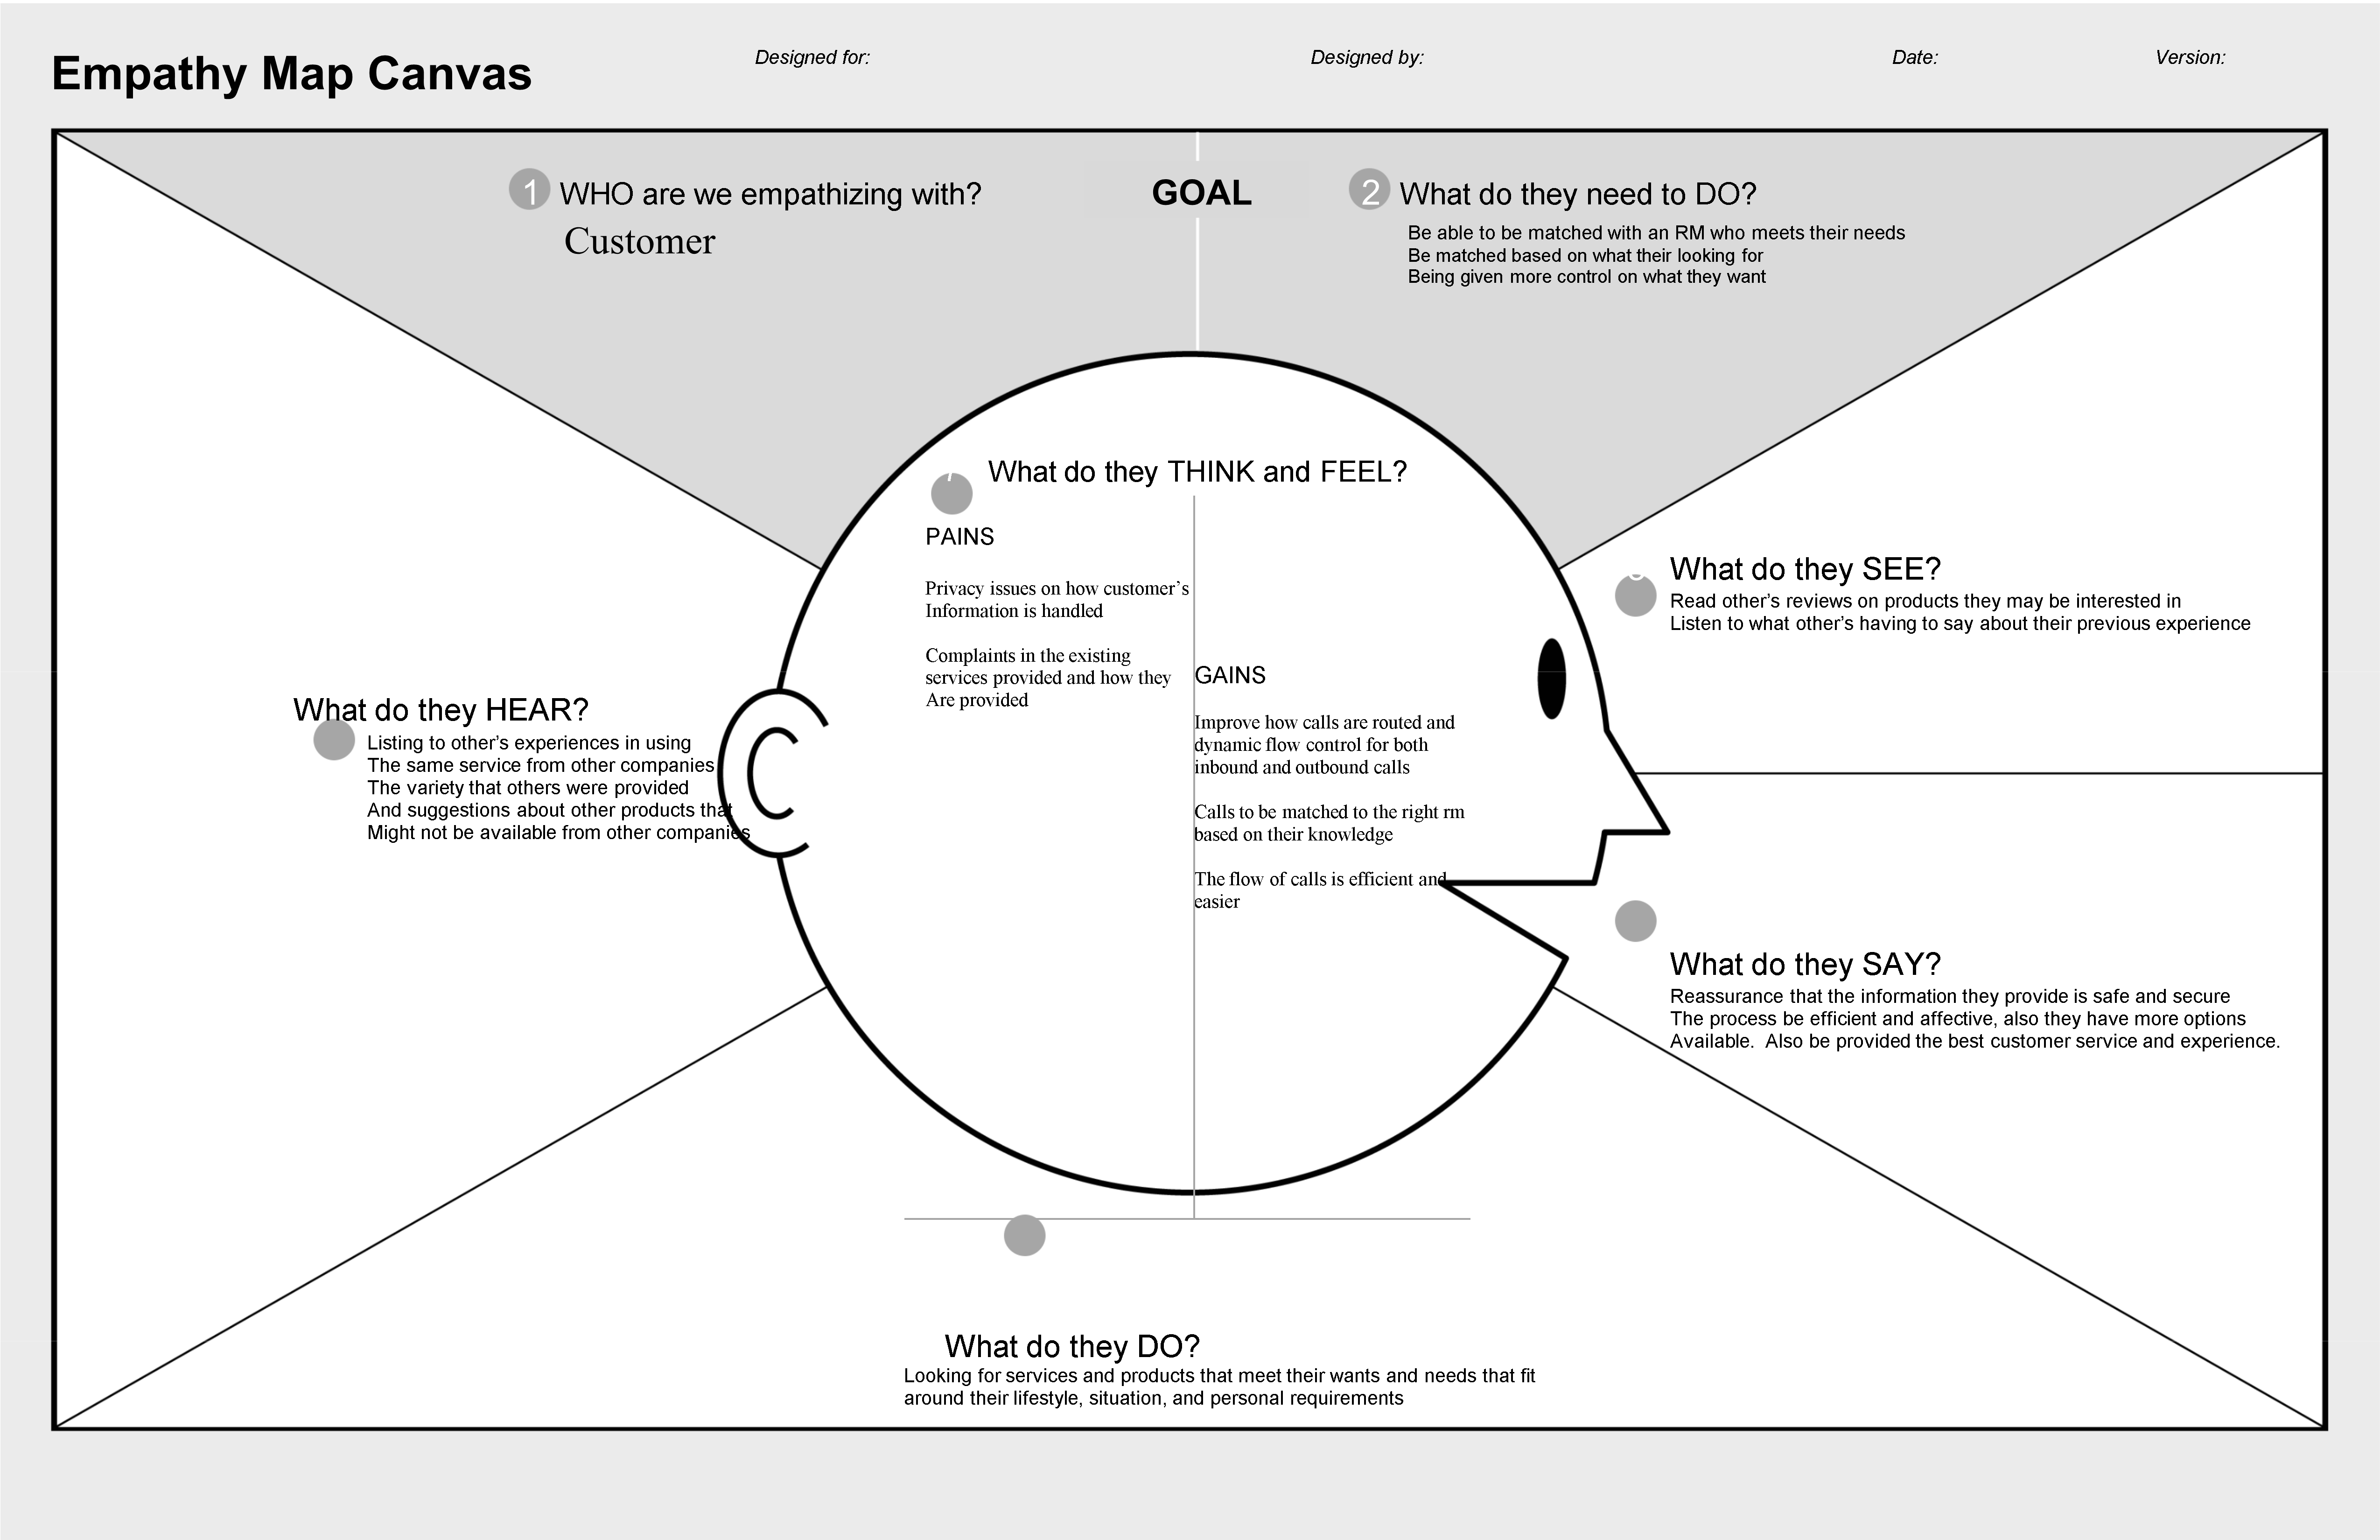 Empathy Map Canvas
Designed for:
Designed by:
Date:
Version:
1 WHO are we empathizing with?
Customer
GOAL
2 What do they need to DO?
Be able to be matched with an RM who meets their needs
Be matched based on what their looking for
Being given more control on what they want
What do they THINK and FEEL?
PAINS
Privacy issues on how customer's
Information is handled
Complaints in the existing
services provided and how they
Are provided
GAINS
Improve how calls are routed and
dynamic flow control for both
inbound and outbound calls
Calls to be matched to the right rm
based on their knowledge
The flow of calls is efficient and
easier
What do they SEE?
Read other's reviews on products they may be interested in
Listen to what other's having to say about their previous experience
What do they SAY?
Reassurance that the information they provide is safe and secure
The process be efficient and affective, also they have more options
Available.  Also be provided the best customer service and experience.
What do they DO?
Looking for services and products that meet their wants and needs that fit
around their lifestyle, situation, and personal requirements
What do they HEAR?
Listing to other's experiences in using
The same service from other companies
The variety that others were provided
And suggestions about other products that
Might not be available from other companies